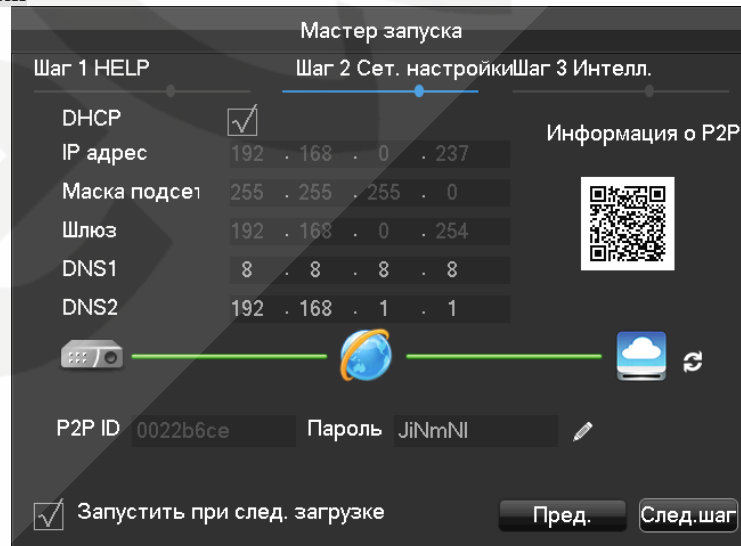 Мастер запуска
Шаг 1 HELP Шаг 2 Сет. настройки Шаг 3 Интелл.
DHCP
Информация о P2P
IP адрес 192 . 168 . 0 . 237
Маска подсет 255 . 255 . 255 . 0
Шлюз 192 . 168 . 0 . 254
DNS1 8 . 8 . 8 . 8
DNS2 192 . 168 . 1 . 1
P2P ID 0022b6ce Пароль JiNmNI
Запустить при след. загрузке Пред. След.шаг